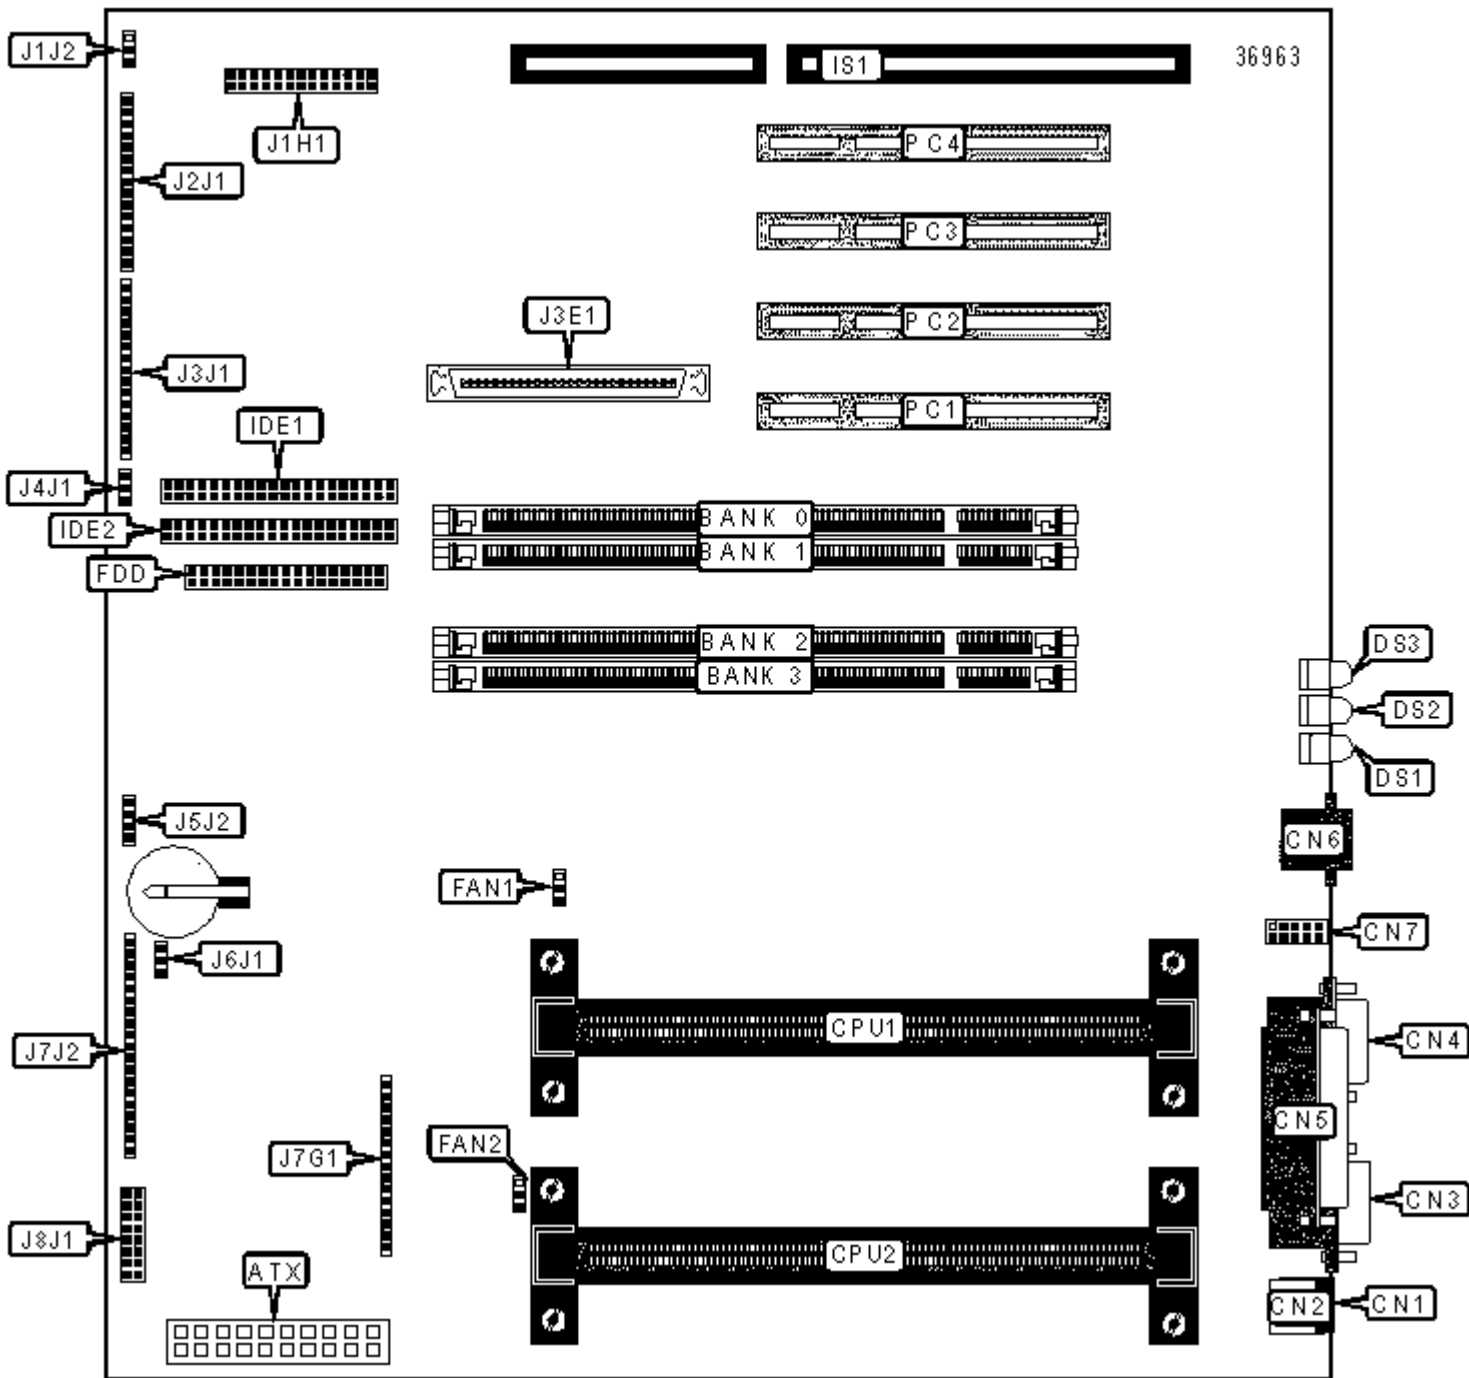 J1J2
IS1
36963
J1H1
PC4
J2J1
PC3
J3E1
PC2
J3J1
PC1
IDE1
J4J1
IDE2
BANK 0
BANK 1
FDD
BANK 2
BANK 3
DS3
DS2
DS1
J5J2
CN6
FAN1
CN7
J6J1
CPU1
CN4
J7J2
CN5
FAN2
J7G1
CN3
J8J1
CPU2
ATX
CN2
CN1